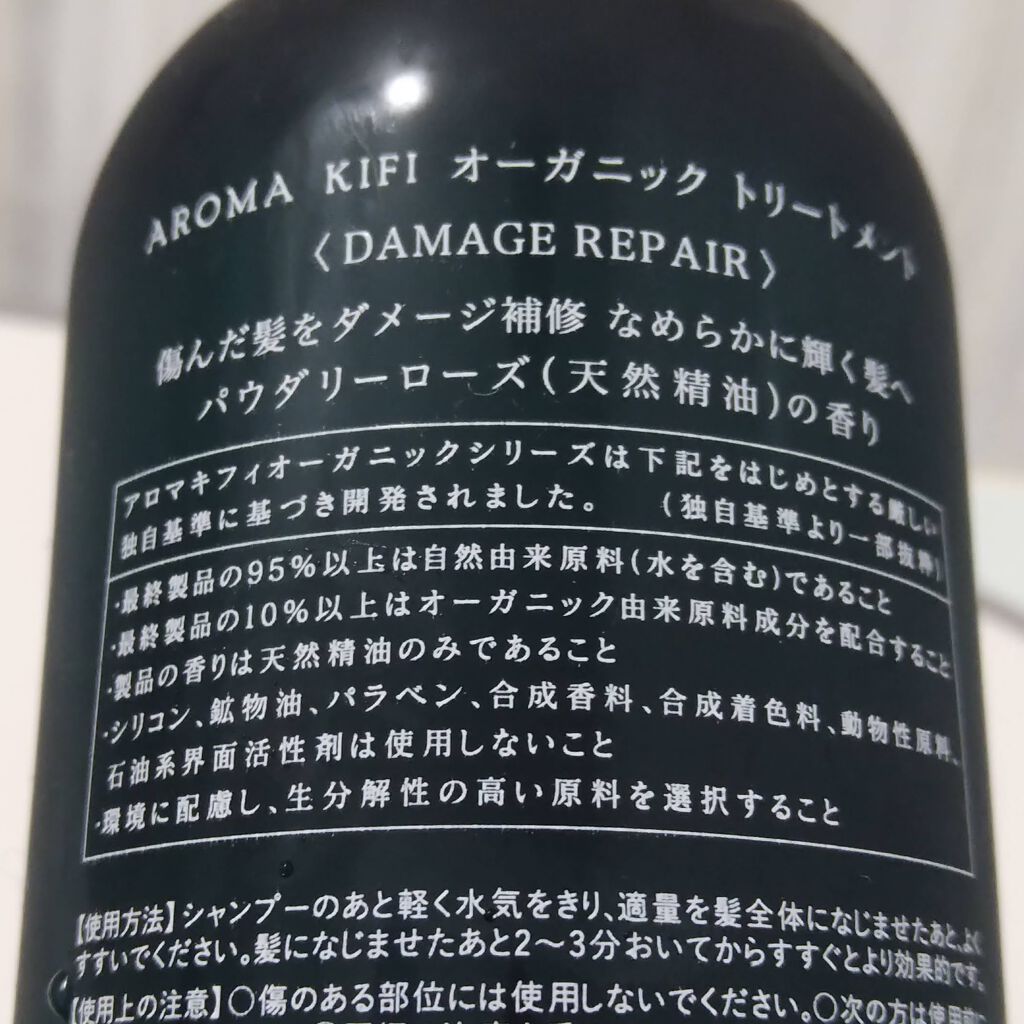 AROMA KIFI オーガニック トリートメント
〈DAMAGE REPAIR〉
傷んだ髪をダメージ補修 なめらかに輝く髪へ
パウダリーローズ(天然精油)の香り
アロマキフィオーガニックシリーズは下記をはじめとする厳しい
独自基準に基づき開発されました。 (独自基準より一部抜粋)
・最終製品の95%以上は自然由来原料(水を含む)であること
・最終製品の10%以上はオーガニック由来原料成分を配合すること
・製品の香りは天然精油のみであること
・シリコン、鉱物油、パラベン、合成香料、合成着色料、動物性原料、
石油系界面活性剤は使用しないこと
・環境に配慮し、生分解性の高い原料を選択すること
【使用方法】シャンプーのあと軽く水気をきり、適量を髪全体になじませたあと、よく
すすいでください。髪になじませたあと2〜3分おいてからすすぐとより効果的です。
【使用上の注意】○傷のある部位には使用しないでください。○次の方は使用前に